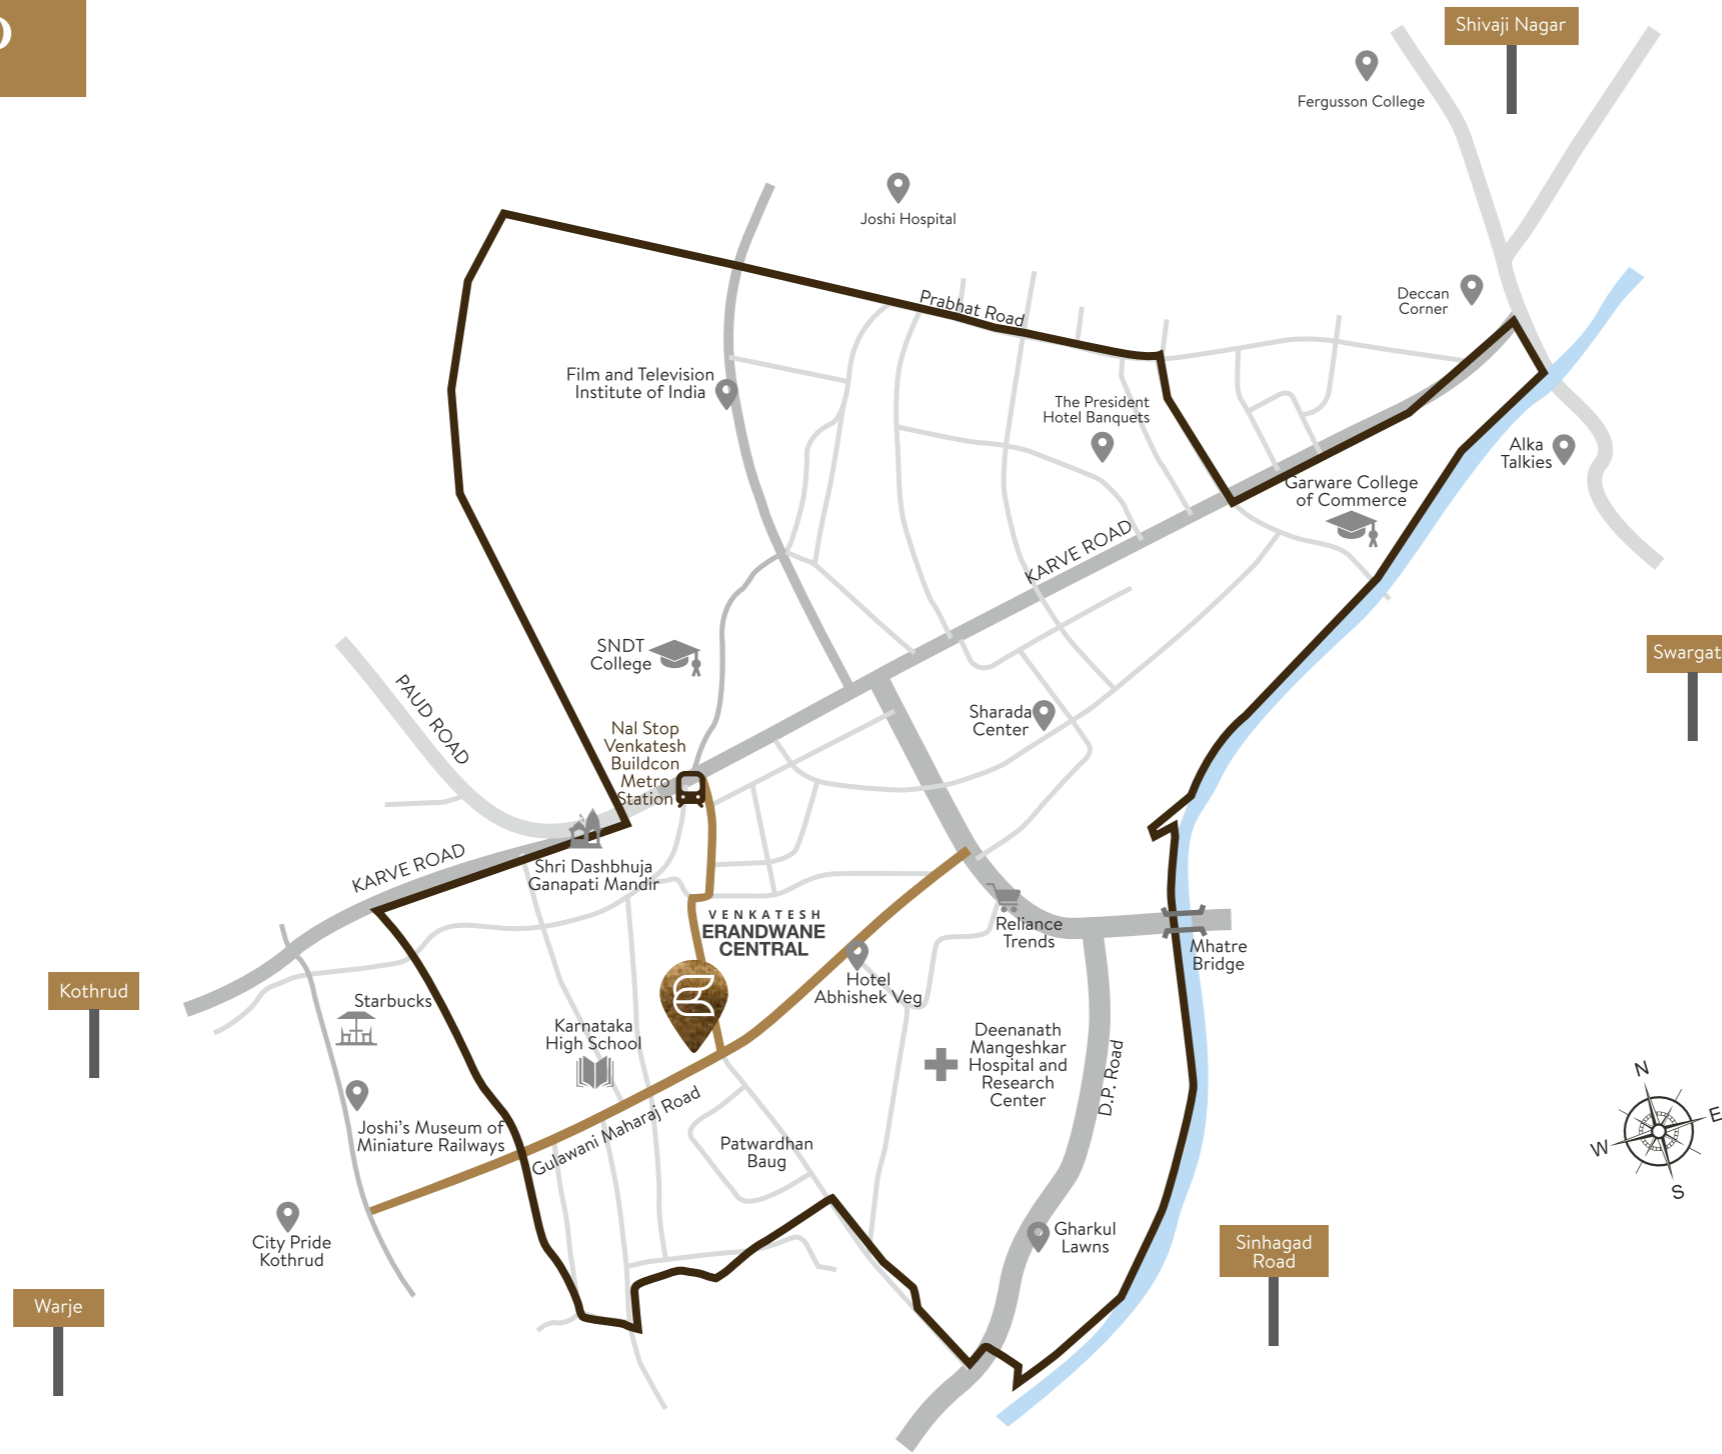 Shivaji Nagar
Fergusson College
Joshi Hospital
Deccan
Corner
Prabhat Road
Film and Television
Institute of India
The President
Hotel Banquets
Alka
Talkies
Garware College
of Commerce
KARVE ROAD
SNDT
College
Swargat
PAUD ROAD
Nal Stop
Venkatesh
Buildcon
Metro
Station
Sharada
Center
KARVE ROAD
Shri Dashbhuja
Ganapati Mandir
VENKATESH
ERANDWANE
CENTRAL
Reliance
Trends
Mhatre
Bridge
Hotel
Abhishek Veg
Kothrud
Starbucks
Karnataka
High School
Deenanath
Mangeshkar
Hospital and
Research
Center
D.P. Road
N
E
W
S
Joshi's Museum of
Miniature Railways
Gulawani Maharaj Road
Patwardhan
Baug
City Pride
Kothrud
Gharkul
Lawns
Sinhagad
Road
Warje